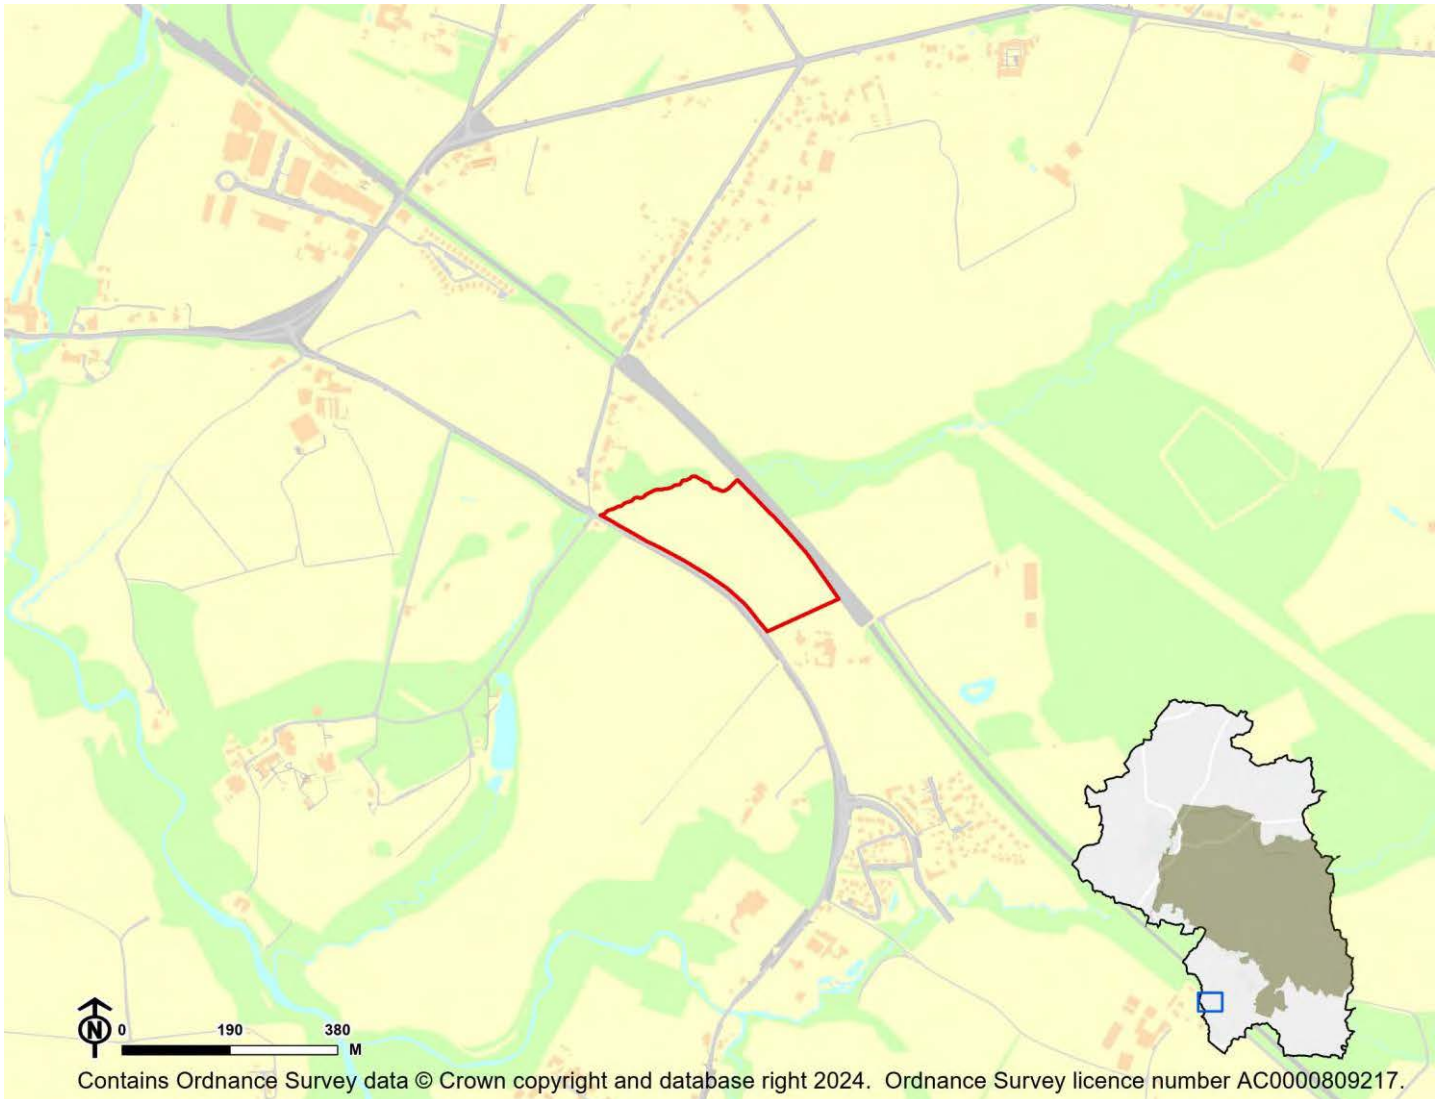 N 0 190 380
M
Contains Ordnance Survey data © Crown copyright and database right 2024. Ordnance Survey licence number AC0000809217.